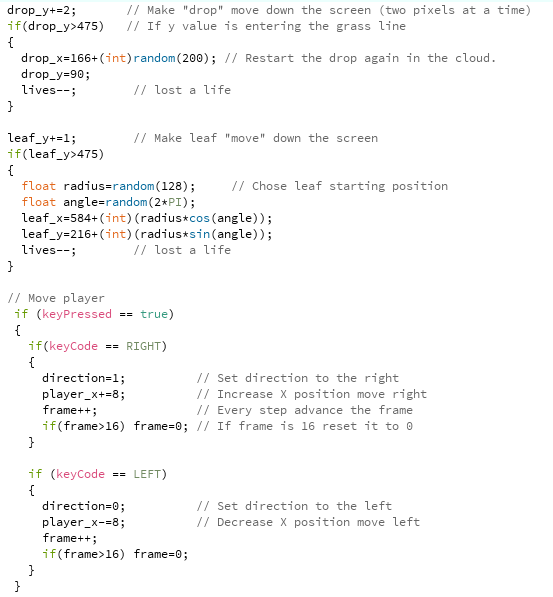 drop_y+=2;        // Make "drop" move down the screen (two pixels at a time)
if(drop_y>475)   // If y value is entering the grass line
{
  drop_x=166+(int)random(200); // Restart the drop again in the cloud.
  drop_y=90;
  lives--;        // lost a life
}
leaf_y+=1;        // Make leaf "move" down the screen
if(leaf_y>475)
{
  float radius=random(128);     // Chose leaf starting position
  float angle=random(2*PI);
  leaf_x=584+(int)(radius*cos(angle));
  leaf_y=216+(int)(radius*sin(angle));
  lives--;        // lost a life
}
// Move player
 if (keyPressed == true)
 {
   if(keyCode == RIGHT)
   {
     direction=1;          // Set direction to the right
     player_x+=8;          // Increase X position move right
     frame++;              // Every step advance the frame
     if(frame>16) frame=0; // If frame is 16 reset it to 0
   }
   if (keyCode == LEFT)
   {
     direction=0;          // Set direction to the left
     player_x-=8;          // Decrease X position move left
     frame++;
     if(frame>16) frame=0;
   }
 }